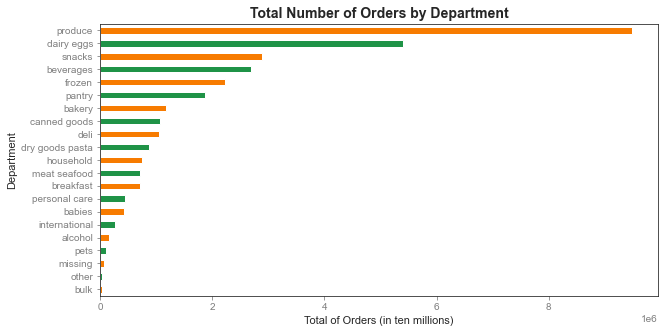 Total Number of Orders by Department
Department
produce
dairy eggs
snacks
beverages
frozen
pantry
bakery
canned goods
deli
dry goods pasta
household
meat seafood
breakfast
personal care
babies
international
alcohol
pets
missing
other
bulk
0 2 4 6 8
1e6
Total of Orders (in ten millions)